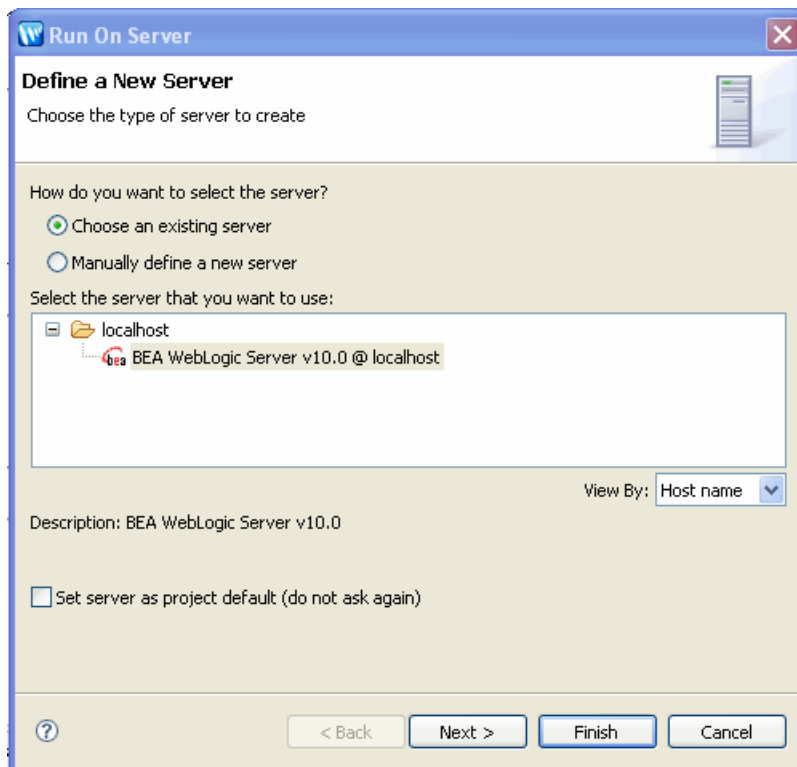 Run On Server
Define a New Server
Choose the type of server to create
How do you want to select the server?
Choose an existing server
Manually define a new server
Select the server that you want to use:
localhost
bea BEA WebLogic Server v10.0 @ localhost
View By: Host name
Description: BEA WebLogic Server v10.0
Set server as project default (do not ask again)
? < Back Next > Finish Cancel